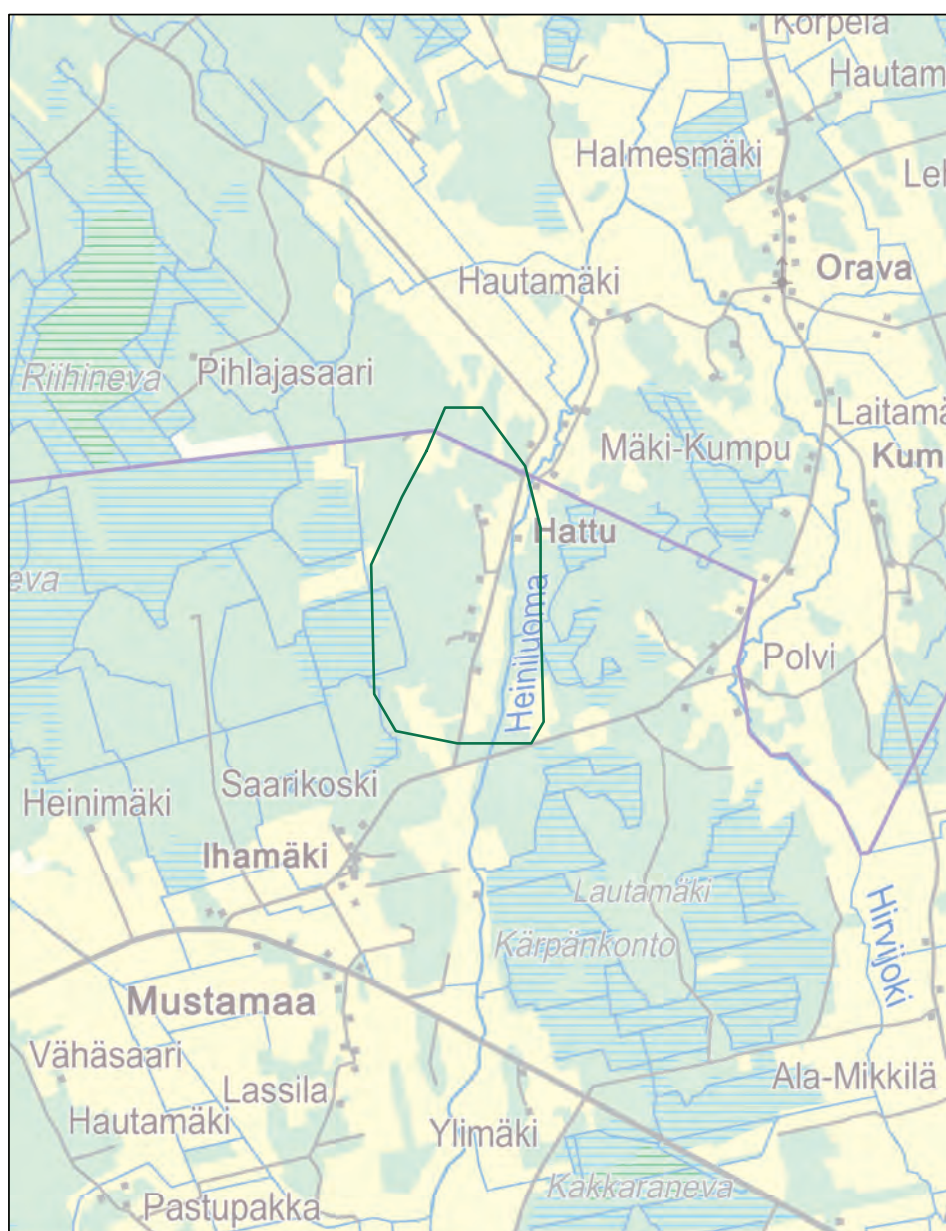 Korpela
Hautam
Halmesmäki
Lel
Orava
Hautamäki
Riihineva
Pihlajasaari
Laitamä
Mäki-Kumpu
Kum
Hattu
eva
Heiniluoma
Polvi
Saarikoski
Heinimäki
Ihamäki
Lautamäki
Kärpänkonto
Hirvijoki
Mustamaa
Vähäsaari
Lassila
Ala-Mikkilä
Hautamäki
Ylimäki
Kakkaraneva
Pastupakka